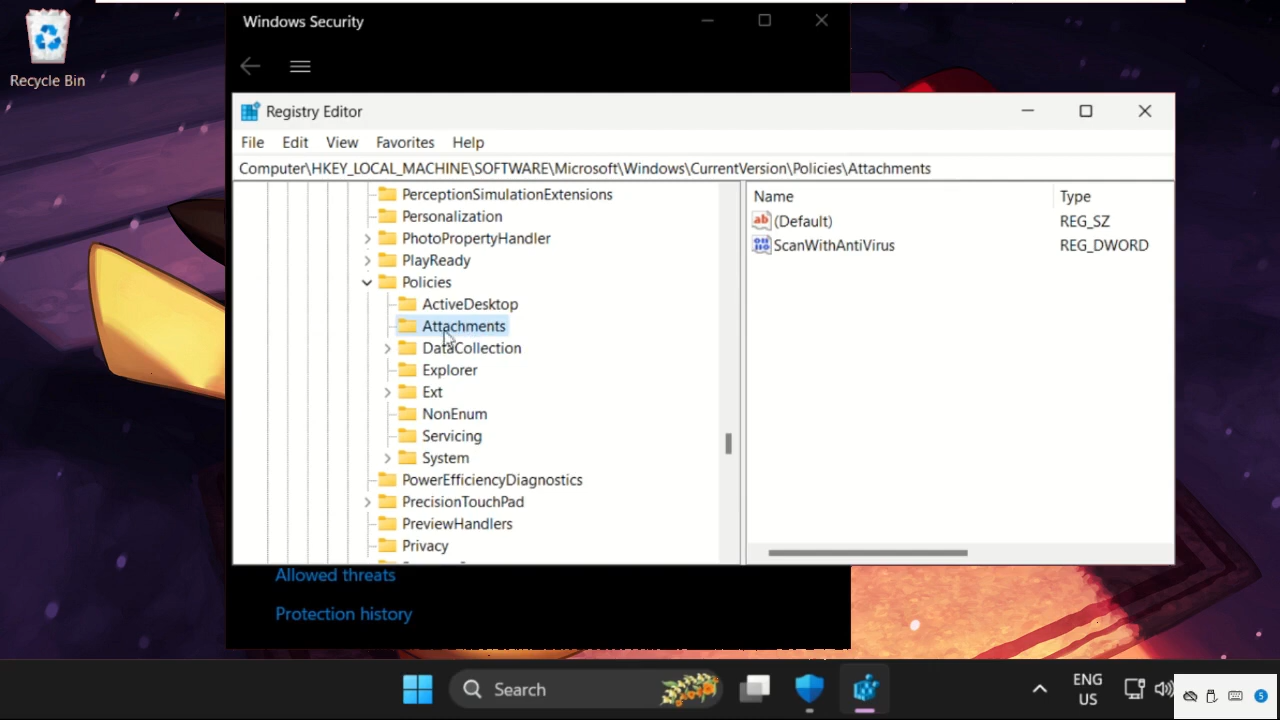 Windows Security
Recycle Bin
Registry Editor
File Edit View Favorites Help
Computer\HKEY_LOCAL_MACHINE\SOFTWARE\Microsoft\Windows\CurrentVersion\Policies\Attachments
PerceptionSimulationExtensions
Personalization
PhotoPropertyHandler
PlayReady
Policies
ActiveDesktop
Attachments
DataCollection
Explorer
Ext
NonEnum
Servicing
System
PowerEfficiencyDiagnostics
PrecisionTouchPad
PreviewHandlers
Privacy
Name Type
(Default) REG_SZ
ScanWithAntiVirus REG_DWORD
Allowed threats
Protection history
Search
ENG
US
5